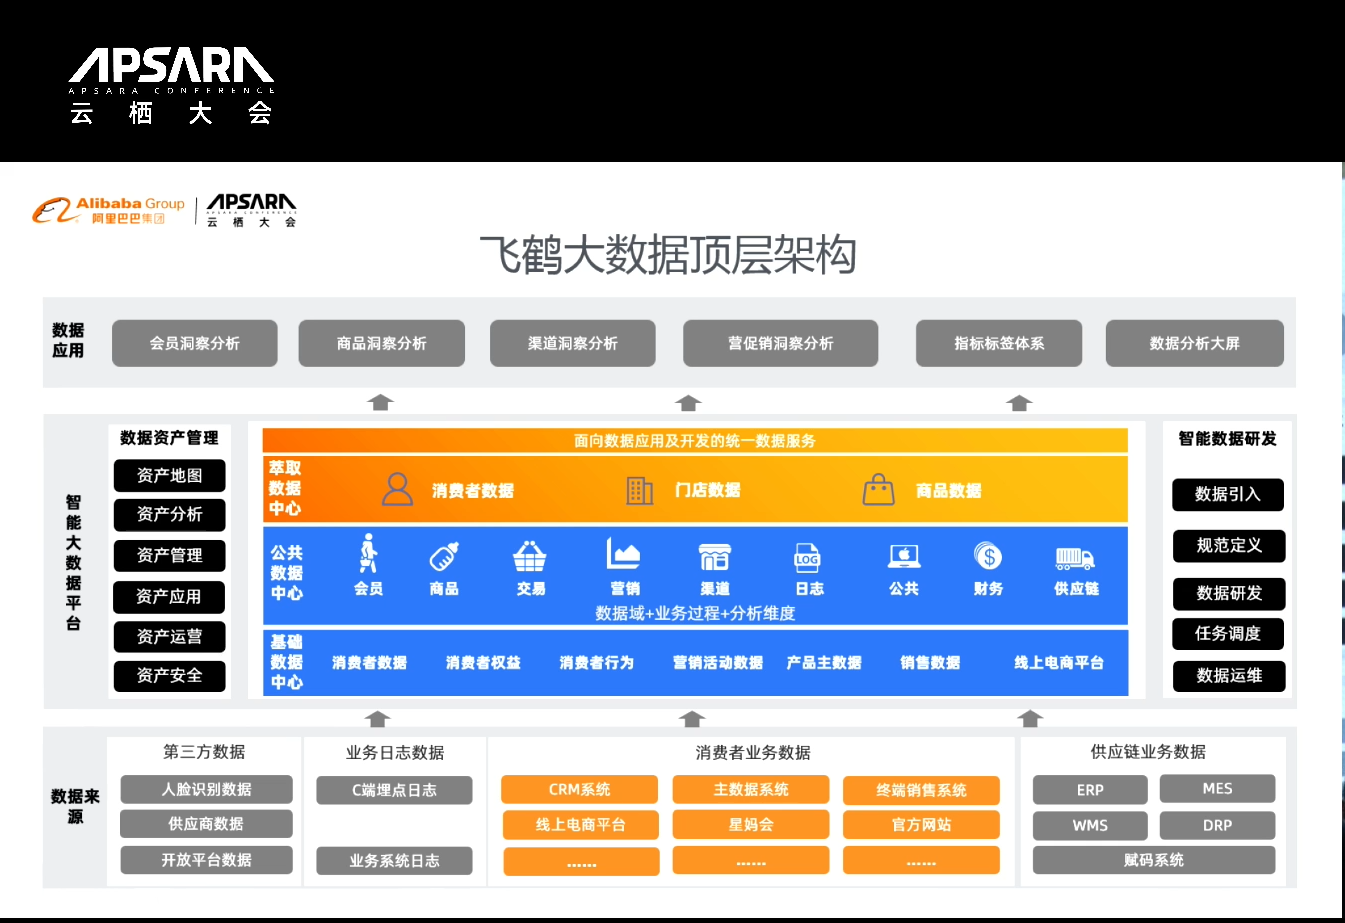 APSARA
APSARA CONFERENCE
云栖大会
Alibaba Group
阿里巴巴集团
APSARA
APSARA CONFERENCE
云栖大会
飞鹤大数据顶层架构
数据
应用
会员洞察分析
商品洞察分析
渠道洞察分析
营促销洞察分析
指标标签体系
数据分析大屏
智能大数据平台
数据资产管理
资产地图
资产分析
资产管理
资产应用
资产运营
资产安全
面向数据应用及开发的统一数据服务
萃取
数据
中心
消费者数据
门店数据
商品数据
公共
数据
中心
会员
商品
交易
营销
渠道
LOG
日志
公共
$
财务
供应链
数据域+业务过程+分析维度
基础
数据
中心
消费者数据
消费者权益
消费者行为
营销活动数据
产品主数据
销售数据
线上电商平台
智能数据研发
数据引入
规范定义
数据研发
任务调度
数据运维
数据来
源
第三方数据
人脸识别数据
供应商数据
开放平台数据
业务日志数据
C端埋点日志
业务系统日志
消费者业务数据
CRM系统
主数据系统
终端销售系统
线上电商平台
星妈会
官方网站
......
......
......
供应链业务数据
ERP
MES
WMS
DRP
赋码系统